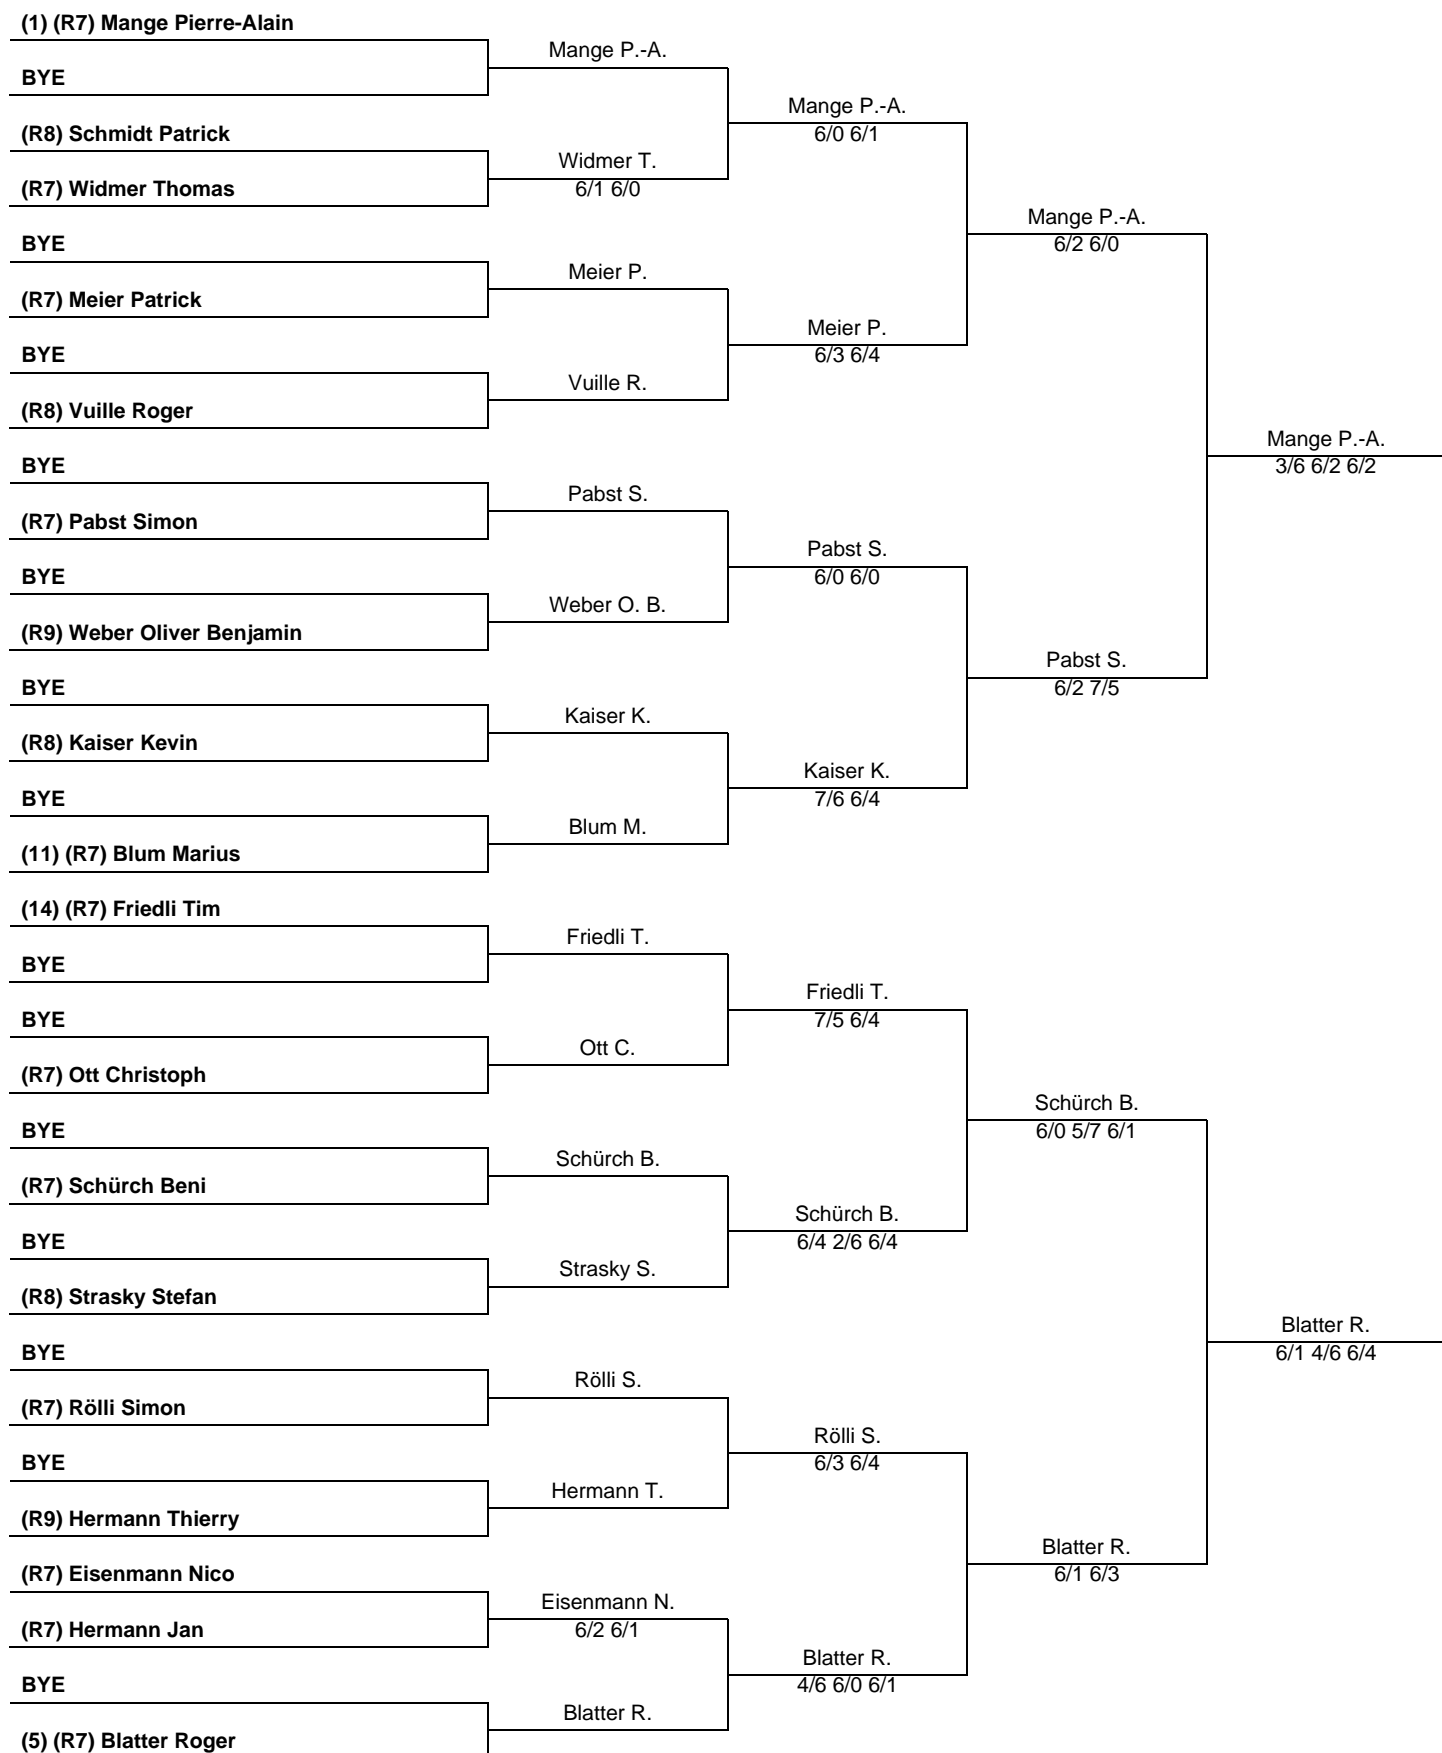 (1) (R7) Mange Pierre-Alain
BYE
(R8) Schmidt Patrick
(R7) Widmer Thomas
BYE
(R7) Meier Patrick
BYE
(R8) Vuille Roger
BYE
(R7) Pabst Simon
BYE
(R9) Weber Oliver Benjamin
BYE
(R8) Kaiser Kevin
BYE
(11) (R7) Blum Marius
(14) (R7) Friedli Tim
BYE
BYE
(R7) Ott Christoph
BYE
(R7) Schürch Beni
BYE
(R8) Strasky Stefan
BYE
(R7) Rölli Simon
BYE
(R9) Hermann Thierry
(R7) Eisenmann Nico
(R7) Hermann Jan
BYE
(5) (R7) Blatter Roger
Mange P.-A.
Widmer T.
6/1 6/0
Meier P.
Vuille R.
Pabst S.
Weber O. B.
Kaiser K.
Blum M.
Friedli T.
Ott C.
Schürch B.
Strasky S.
Rölli S.
Hermann T.
Eisenmann N.
6/2 6/1
Blatter R.
Mange P.-A.
6/0 6/1
Meier P.
6/3 6/4
Pabst S.
6/0 6/0
Kaiser K.
7/6 6/4
Friedli T.
7/5 6/4
Schürch B.
6/4 2/6 6/4
Rölli S.
6/3 6/4
Blatter R.
4/6 6/0 6/1
Mange P.-A.
6/2 6/0
Pabst S.
6/2 7/5
Schürch B.
6/0 5/7 6/1
Blatter R.
6/1 6/3
Mange P.-A.
3/6 6/2 6/2
Blatter R.
6/1 4/6 6/4